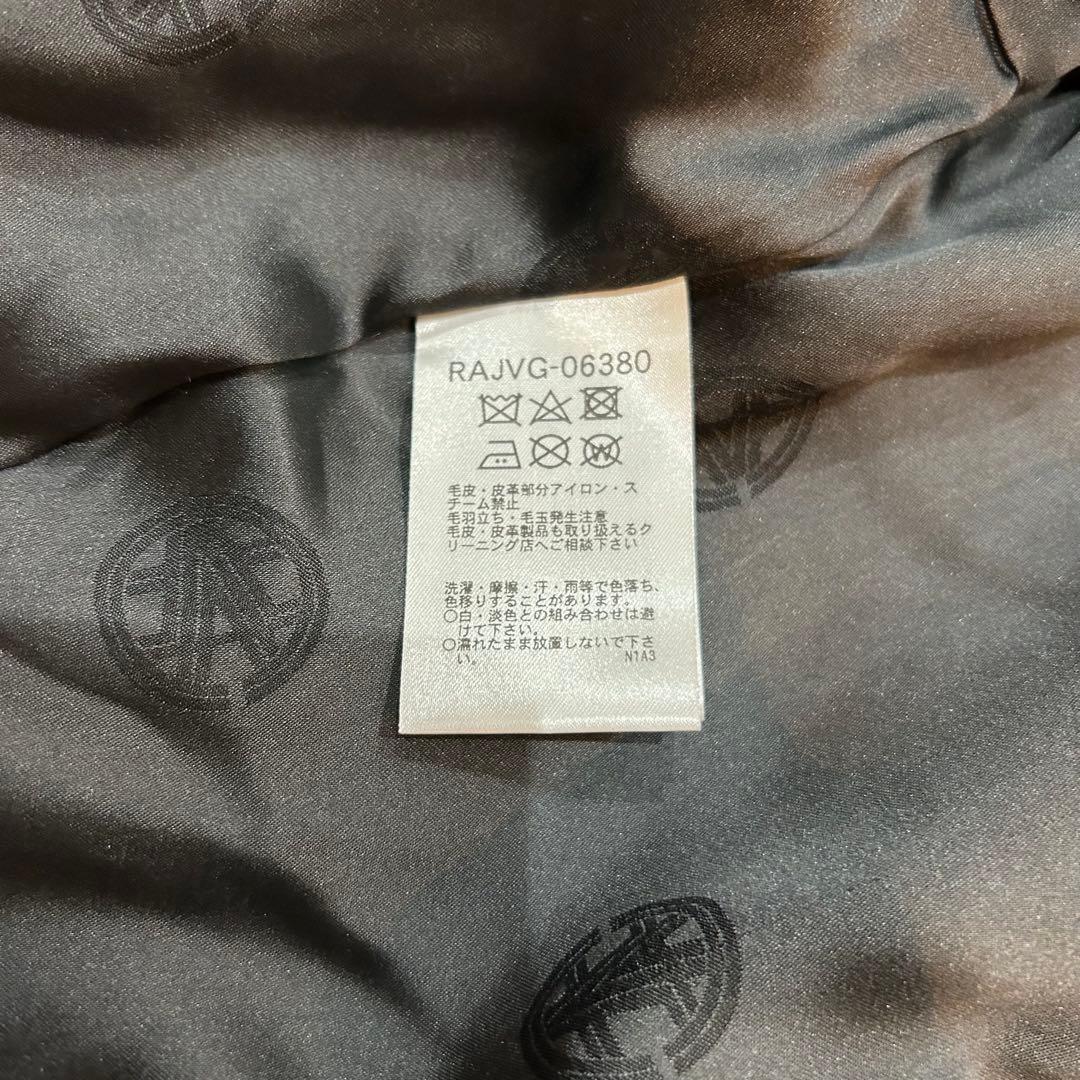 RAJVG-06380
W
毛皮・皮革部分アイロン・ス
チーム禁止
毛羽立ち・毛玉発生注意
毛皮・皮革製品も取り扱えるク
リーニング店へご相談下さい
洗濯・摩擦・汗・雨等で色落ち、
色移りすることがあります。
○白・淡色との組み合わせは避
けて下さい。
○濡れたまま放置しないで下さ
い。
N1A3